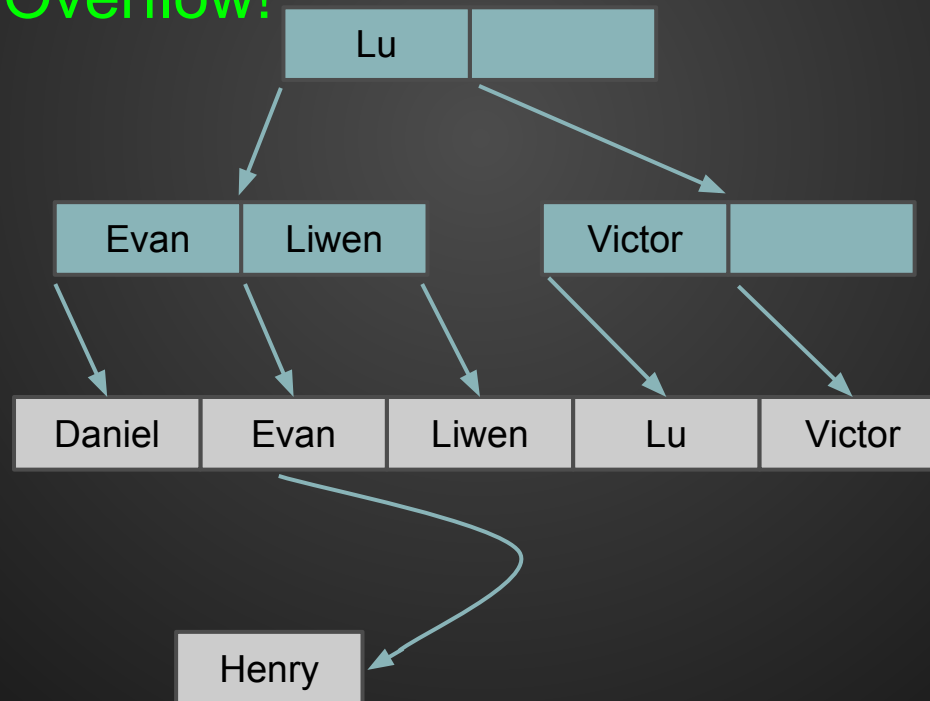 Overflow!
Lu
Evan Liwen Victor
Daniel Evan Liwen Lu Victor
Henry